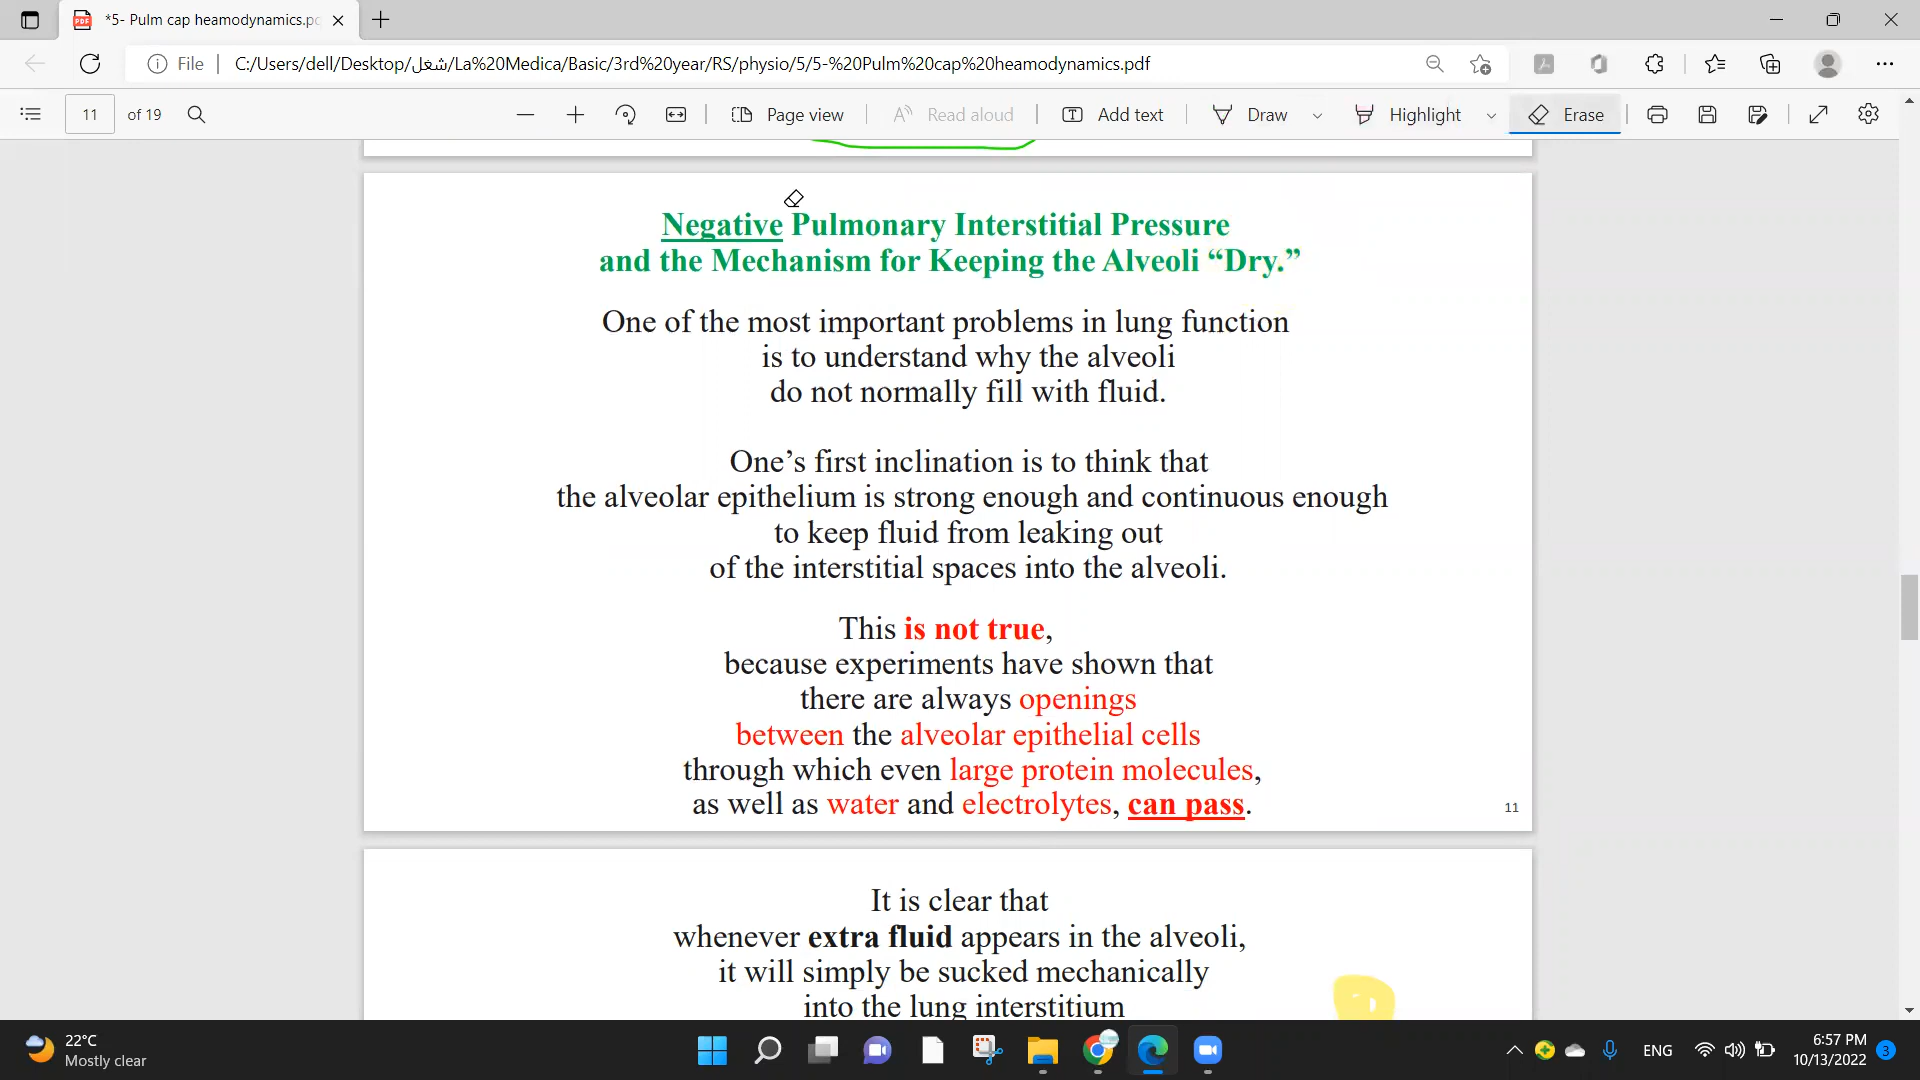 *5- Pulm cap heamodynamics.pc
File
C:/Users/dell/Desktop/شغل/La%20Medica/Basic/3rd%20year/RS/physio/5/5-%20Pulm%20cap%20heamodynamics.pdf
11 of 19
Page view
Read aloud
Add text
Draw
Highlight
Erase
Negative Pulmonary Interstitial Pressure
and the Mechanism for Keeping the Alveoli “Dry.”
One of the most important problems in lung function
is to understand why the alveoli
do not normally fill with fluid.
One’s first inclination is to think that
the alveolar epithelium is strong enough and continuous enough
to keep fluid from leaking out
of the interstitial spaces into the alveoli.
This is not true,
because experiments have shown that
there are always openings
between the alveolar epithelial cells
through which even large protein molecules,
as well as water and electrolytes, can pass.
11
It is clear that
whenever extra fluid appears in the alveoli,
it will simply be sucked mechanically
into the lung interstitium
22°C
Mostly clear
ENG
6:57 PM
10/13/2022
3